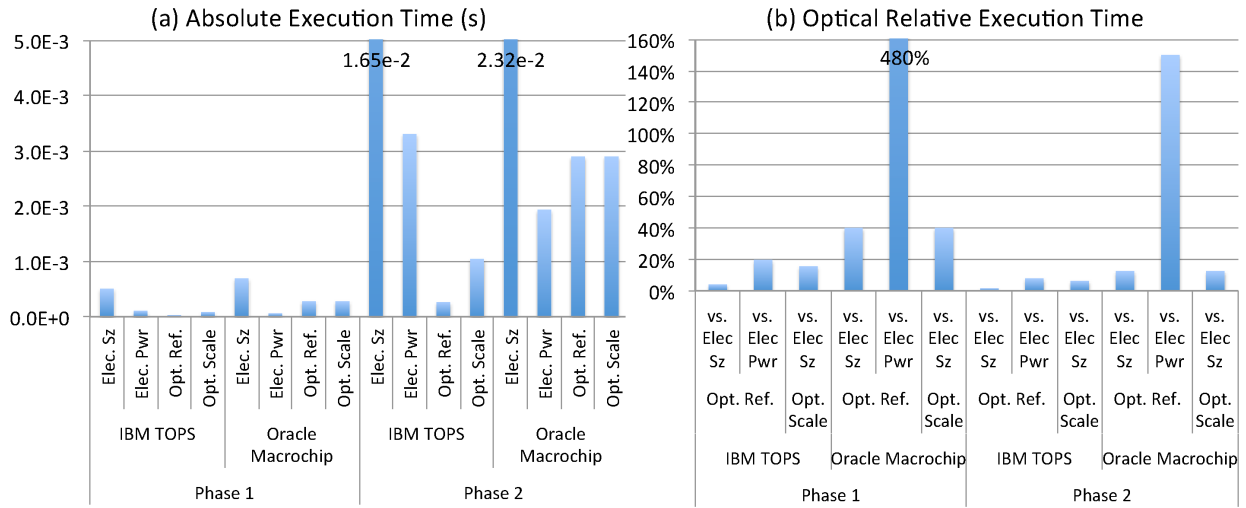 (a) Absolute Execution Time (s)
5.0E-3
4.0E-3
3.0E-3
2.0E-3
1.0E-3
0.0E+0
1.65e-2
2.32e-2
Elec. Sz
Elec. Pwr
Opt. Ref.
Opt. Scale
Elec. Sz
Elec. Pwr
Opt. Ref.
Opt. Scale
Elec. Sz
Elec. Pwr
Opt. Ref.
Opt. Scale
Elec. Sz
Elec. Pwr
Opt. Ref.
Opt. Scale
IBM TOPS
Oracle
Macrochip
IBM TOPS
Oracle
Macrochip
Phase 1
Phase 2
(b) Optical Relative Execution Time
160%
140%
120%
100%
80%
60%
40%
20%
0%
480%
vs.
Elec
Sz
vs.
Elec
Pwr
vs.
Elec
Sz
vs.
Elec
Sz
vs.
Elec
Pwr
vs.
Elec
Sz
vs.
Elec
Sz
vs.
Elec
Pwr
vs.
Elec
Sz
vs.
Elec
Sz
vs.
Elec
Pwr
vs.
Elec
Sz
Opt. Ref.
Opt.
Scale
Opt. Ref.
Opt.
Scale
Opt. Ref.
Opt.
Scale
Opt. Ref.
Opt.
Scale
IBM TOPS
Oracle Macrochip
IBM TOPS
Oracle Macrochip
Phase 1
Phase 2